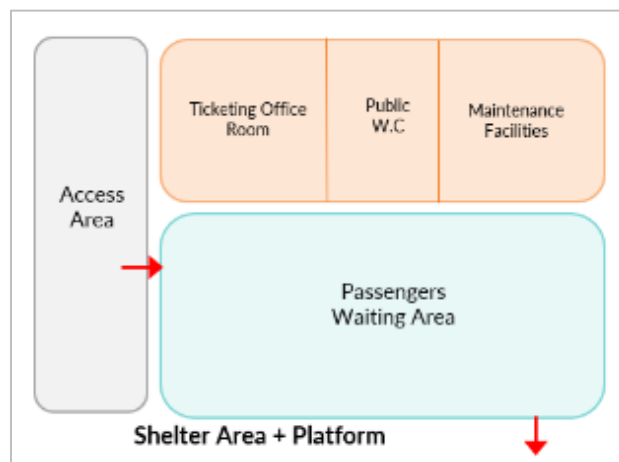 Ticketing Office
Room
Public
W.C
Maintenance
Facilities
Access
Area
Passengers
Waiting Area
Shelter Area + Platform